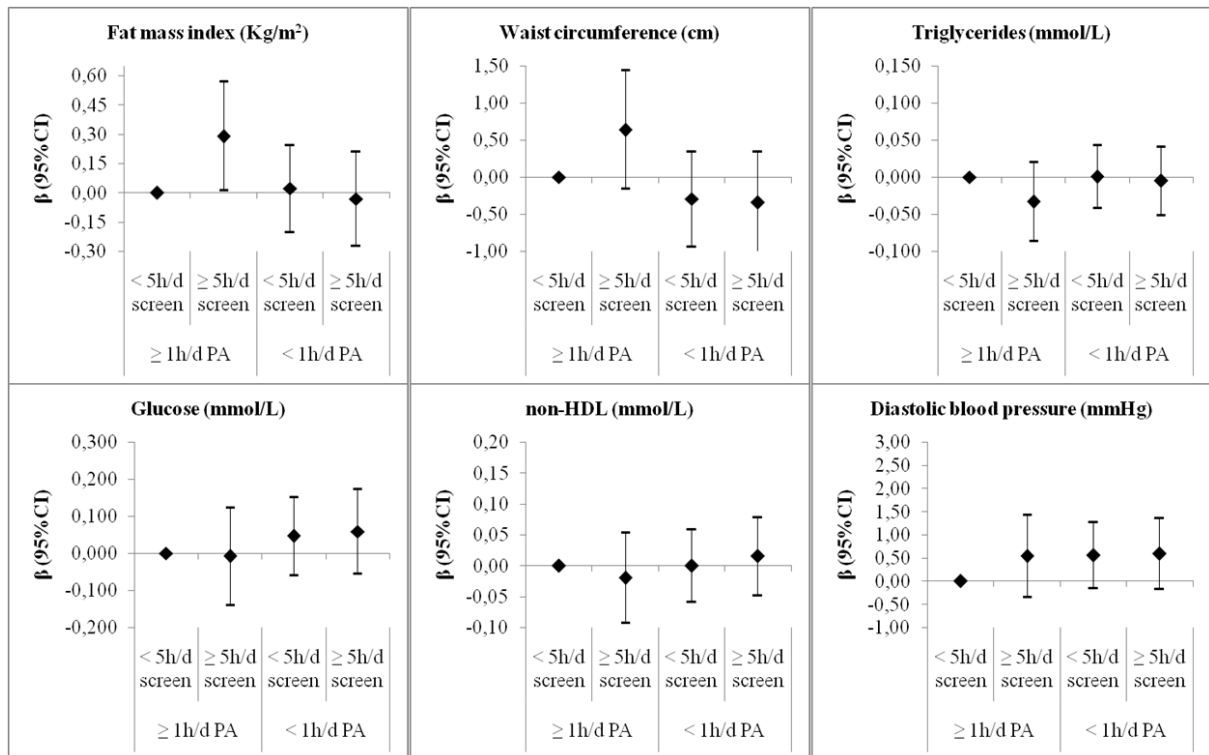 Fat mass index (Kg/m²)
β (95%CI)
0,60
0,45
0,30
0,15
0,00
-0,15
-0,30
< 5h/d ≥ 5h/d < 5h/d ≥ 5h/d
screen screen screen screen
≥ 1h/d PA < 1h/d PA
Waist circumference (cm)
β (95%CI)
1,50
1,00
0,50
0,00
-0,50
-1,00
< 5h/d ≥ 5h/d < 5h/d ≥ 5h/d
screen screen screen screen
≥ 1h/d PA < 1h/d PA
Triglycerides (mmol/L)
β (95%CI)
0,150
0,100
0,050
0,000
-0,050
-0,100
< 5h/d ≥ 5h/d < 5h/d ≥ 5h/d
screen screen screen screen
≥ 1h/d PA < 1h/d PA
Glucose (mmol/L)
β (95%CI)
0,300
0,200
0,100
0,000
-0,100
-0,200
< 5h/d ≥ 5h/d < 5h/d ≥ 5h/d
screen screen screen screen
≥ 1h/d PA < 1h/d PA
non-HDL (mmol/L)
β (95%CI)
0,20
0,15
0,10
0,05
0,00
-0,05
-0,10
< 5h/d ≥ 5h/d < 5h/d ≥ 5h/d
screen screen screen screen
≥ 1h/d PA < 1h/d PA
Diastolic blood pressure (mmHg)
β (95%CI)
3,00
2,50
2,00
1,50
1,00
0,50
0,00
-0,50
-1,00
< 5h/d ≥ 5h/d < 5h/d ≥ 5h/d
screen screen screen screen
≥ 1h/d PA < 1h/d PA